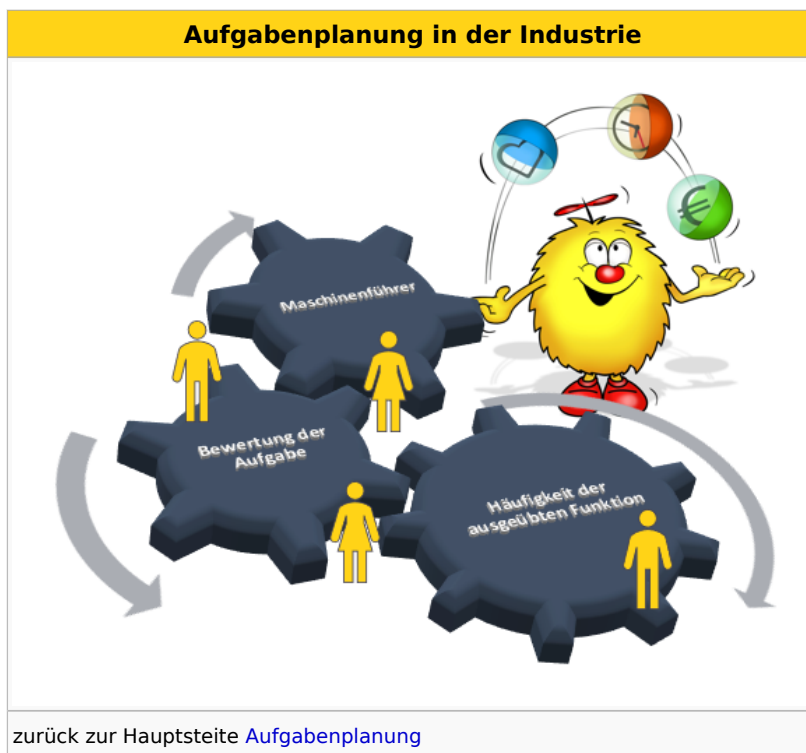 Aufgabenplanung in der Industrie
€
Maschinenführer
Bewertung der
Aufgabe
Häufigkeit der
ausgeübten Funktion
zurück zur Hauptsteite Aufgabenplanung